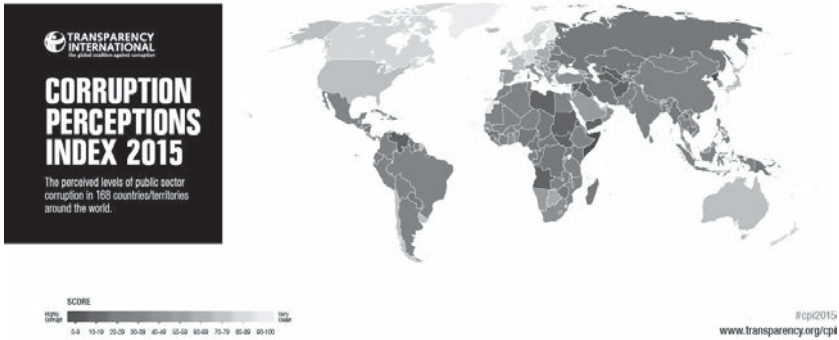 TRANSPARENCY
INTERNATIONAL
the global coalition against corruption
CORRUPTION
PERCEPTIONS
INDEX 2015
The perceived levels of public sector
corruption in 168 countries/territories
around the world.
SCORE
Highly
Corrupt
Very
Clean
0-9 10-19 20-29 30-39 40-49 50-59 60-69 70-79 80-89 90-100
#cpi2015
www.transparency.org/cpi